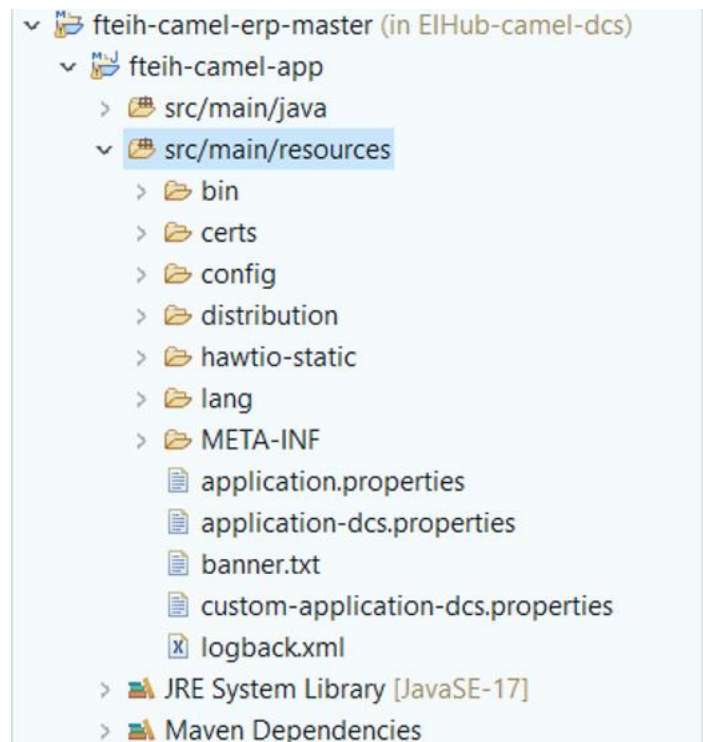 fteih-camel-erp-master (in EIHub-camel-dcs)
fteih-camel-app
src/main/java
src/main/resources
bin
certs
config
distribution
hawtio-static
lang
META-INF
application.properties
application-dcs.properties
banner.txt
custom-application-dcs.properties
logback.xml
JRE System Library [JavaSE-17]
Maven Dependencies